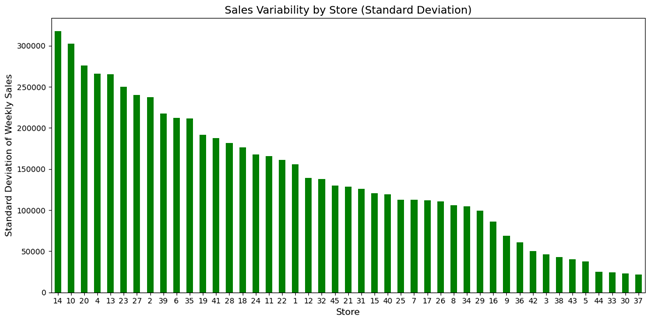 Sales Variability by Store (Standard Deviation)
Standard Deviation of Weekly Sales
300000
250000
200000
150000
100000
50000
0
14 10 20 4 13 23 27 2 39 6 35 19 41 28 18 24 11 22 1 12 32 45 21 31 15 40 25 7 17 26 8 34 29 16 9 36 42 3 38 43 5 44 33 30 37
Store